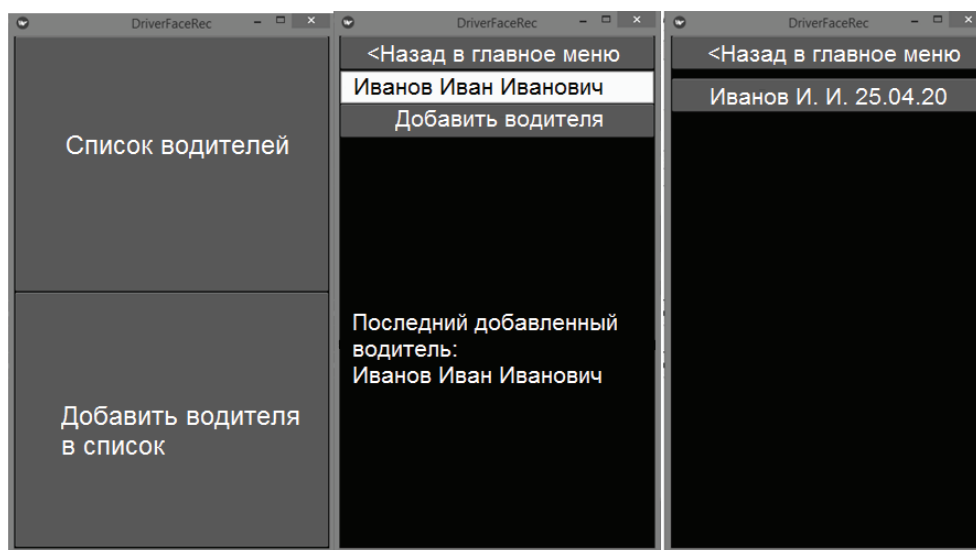 DriverFaceRec
Список водителей
Добавить водителя
в список
DriverFaceRec
<Назад в главное меню
Иванов Иван Иванович
Добавить водителя
Последний добавленный
водитель:
Иванов Иван Иванович
DriverFaceRec
<Назад в главное меню
Иванов И. И. 25.04.20